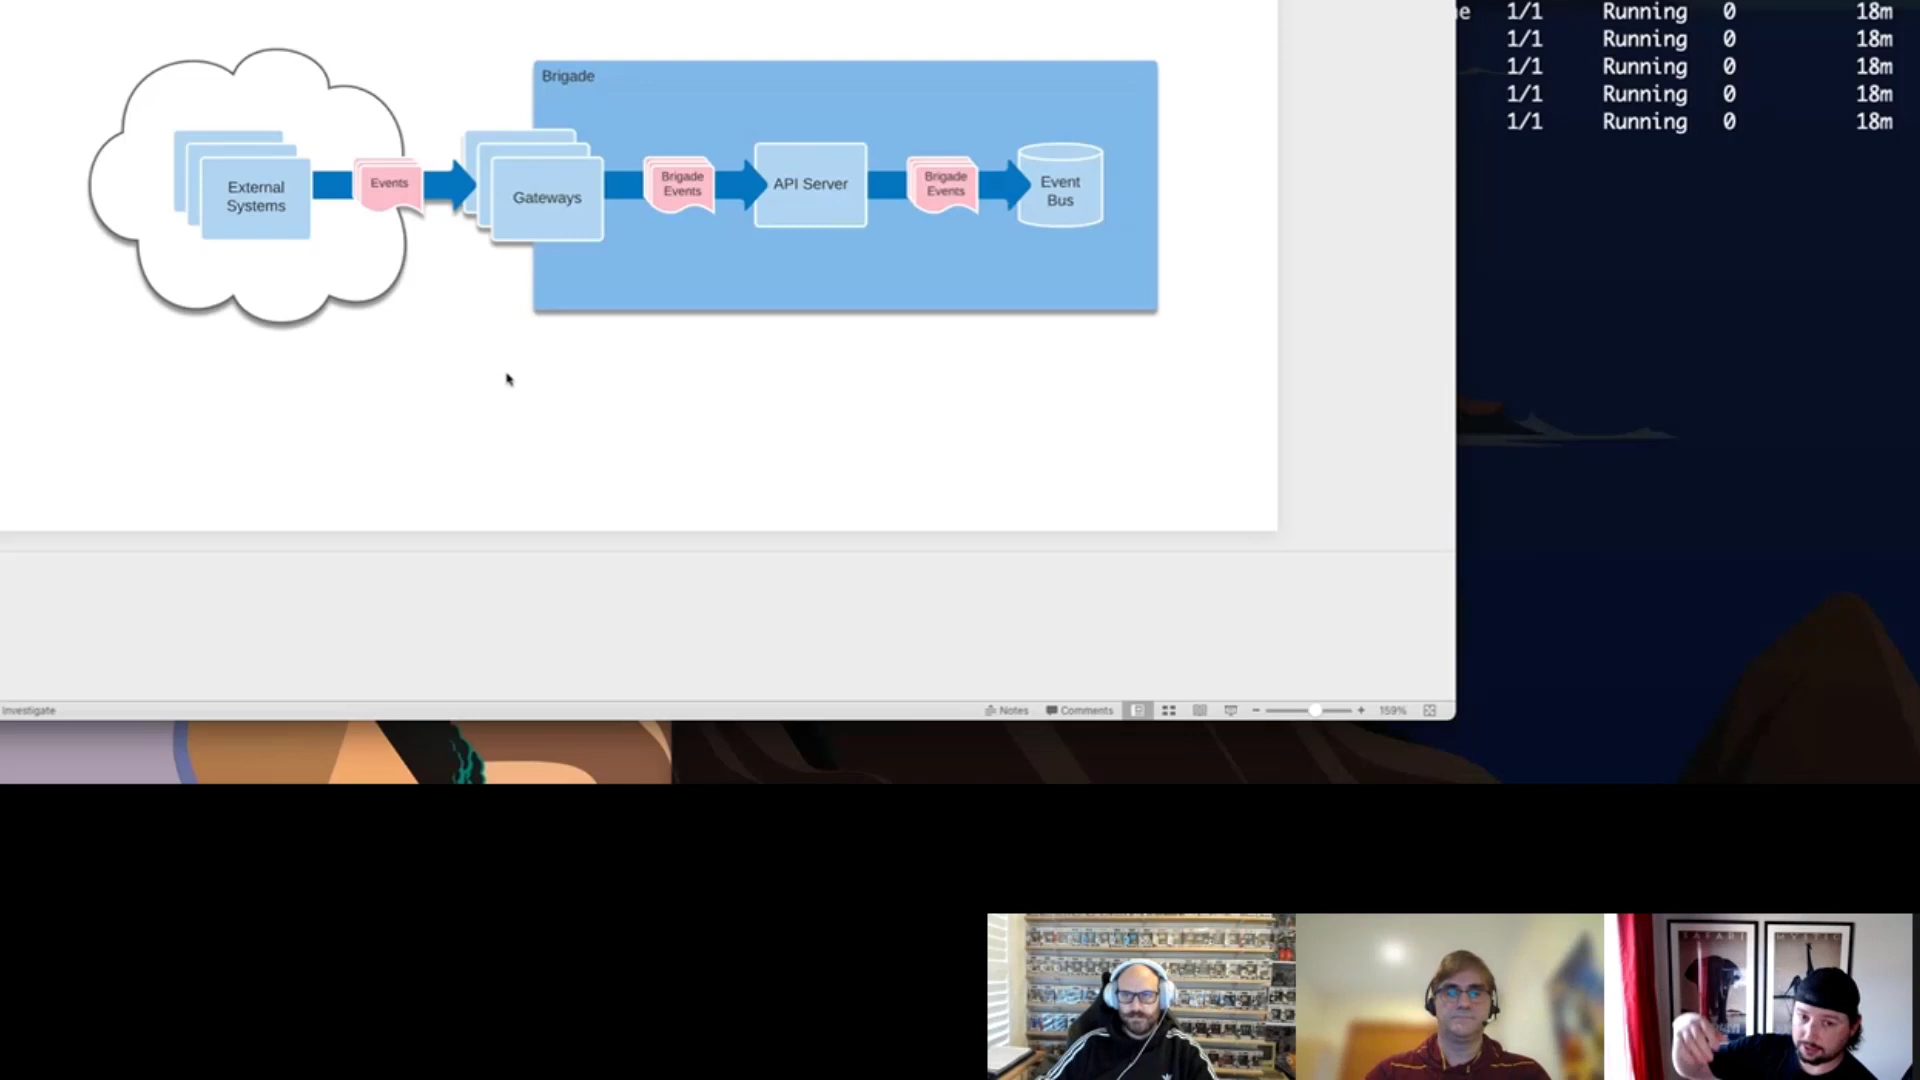 e 1/1 Running 0 18m
1/1 Running 0 18m
1/1 Running 0 18m
1/1 Running 0 18m
1/1 Running 0 18m
Brigade
External
Systems
Events
Gateways
Brigade
Events
API Server
Brigade
Events
Event
Bus
Investigate
Notes
Comments
159%
SAFARI
MYSTIC